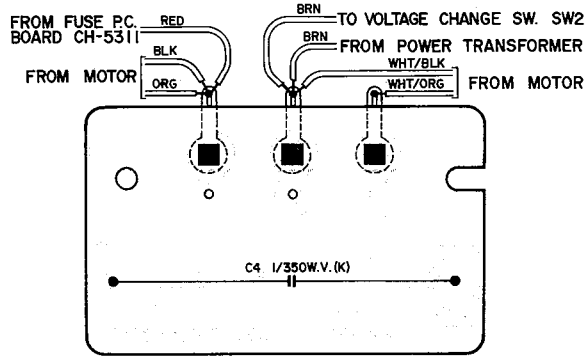 FROM FUSE P.C.
BOARD CH-5311
RED
BLK
FROM MOTOR
ORG
BRN
TO VOLTAGE CHANGE SW. SW2
BRN
FROM POWER TRANSFORMER
WHT/BLK
WHT/ORG
FROM MOTOR
C4 1/350W.V.(K)